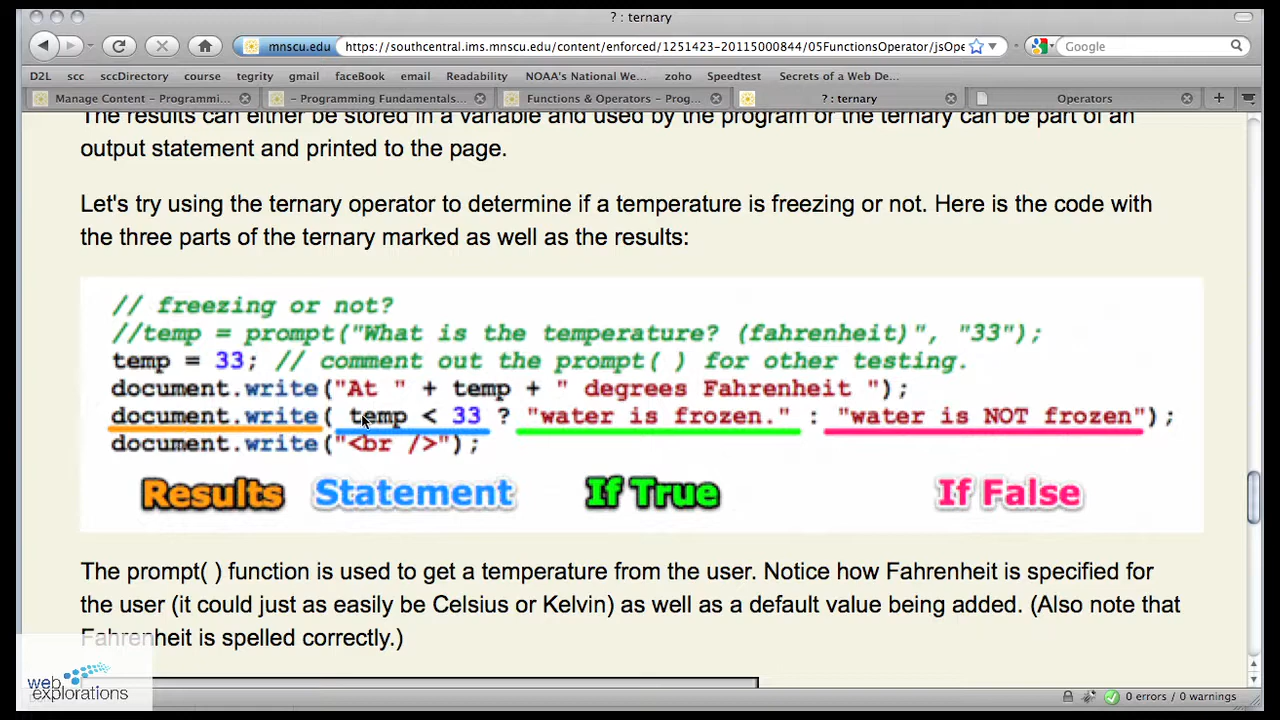 ? : ternary
mnscu.edu
https://southcentral.ims.mnscu.edu/content/enforced/1251423-20115000844/05FunctionsOperator/jsOpe
Google
D2L scc sccDirectory course tegrity gmail faceBook email Readability NOAA's National We... zoho Speedtest Secrets of a Web De...
Manage Content - Programmi... - Programming Fundamentals... Functions & Operators - Prog... ? : ternary Operators
The results can either be stored in a variable and used by the program or the ternary can be part of an
output statement and printed to the page.
Let's try using the ternary operator to determine if a temperature is freezing or not. Here is the code with
the three parts of the ternary marked as well as the results:
// freezing or not?
//temp = prompt("What is the temperature? (fahrenheit)", "33");
temp = 33; // comment out the prompt( ) for other testing.
document.write("At " + temp + " degrees Fahrenheit ");
document.write( temp < 33 ? "water is frozen." : "water is NOT frozen");
document.write("<br />");
Results Statement If True If False
The prompt( ) function is used to get a temperature from the user. Notice how Fahrenheit is specified for
the user (it could just as easily be Celsius or Kelvin) as well as a default value being added. (Also note that
Fahrenheit is spelled correctly.)
web
explorations
0 errors / 0 warnings